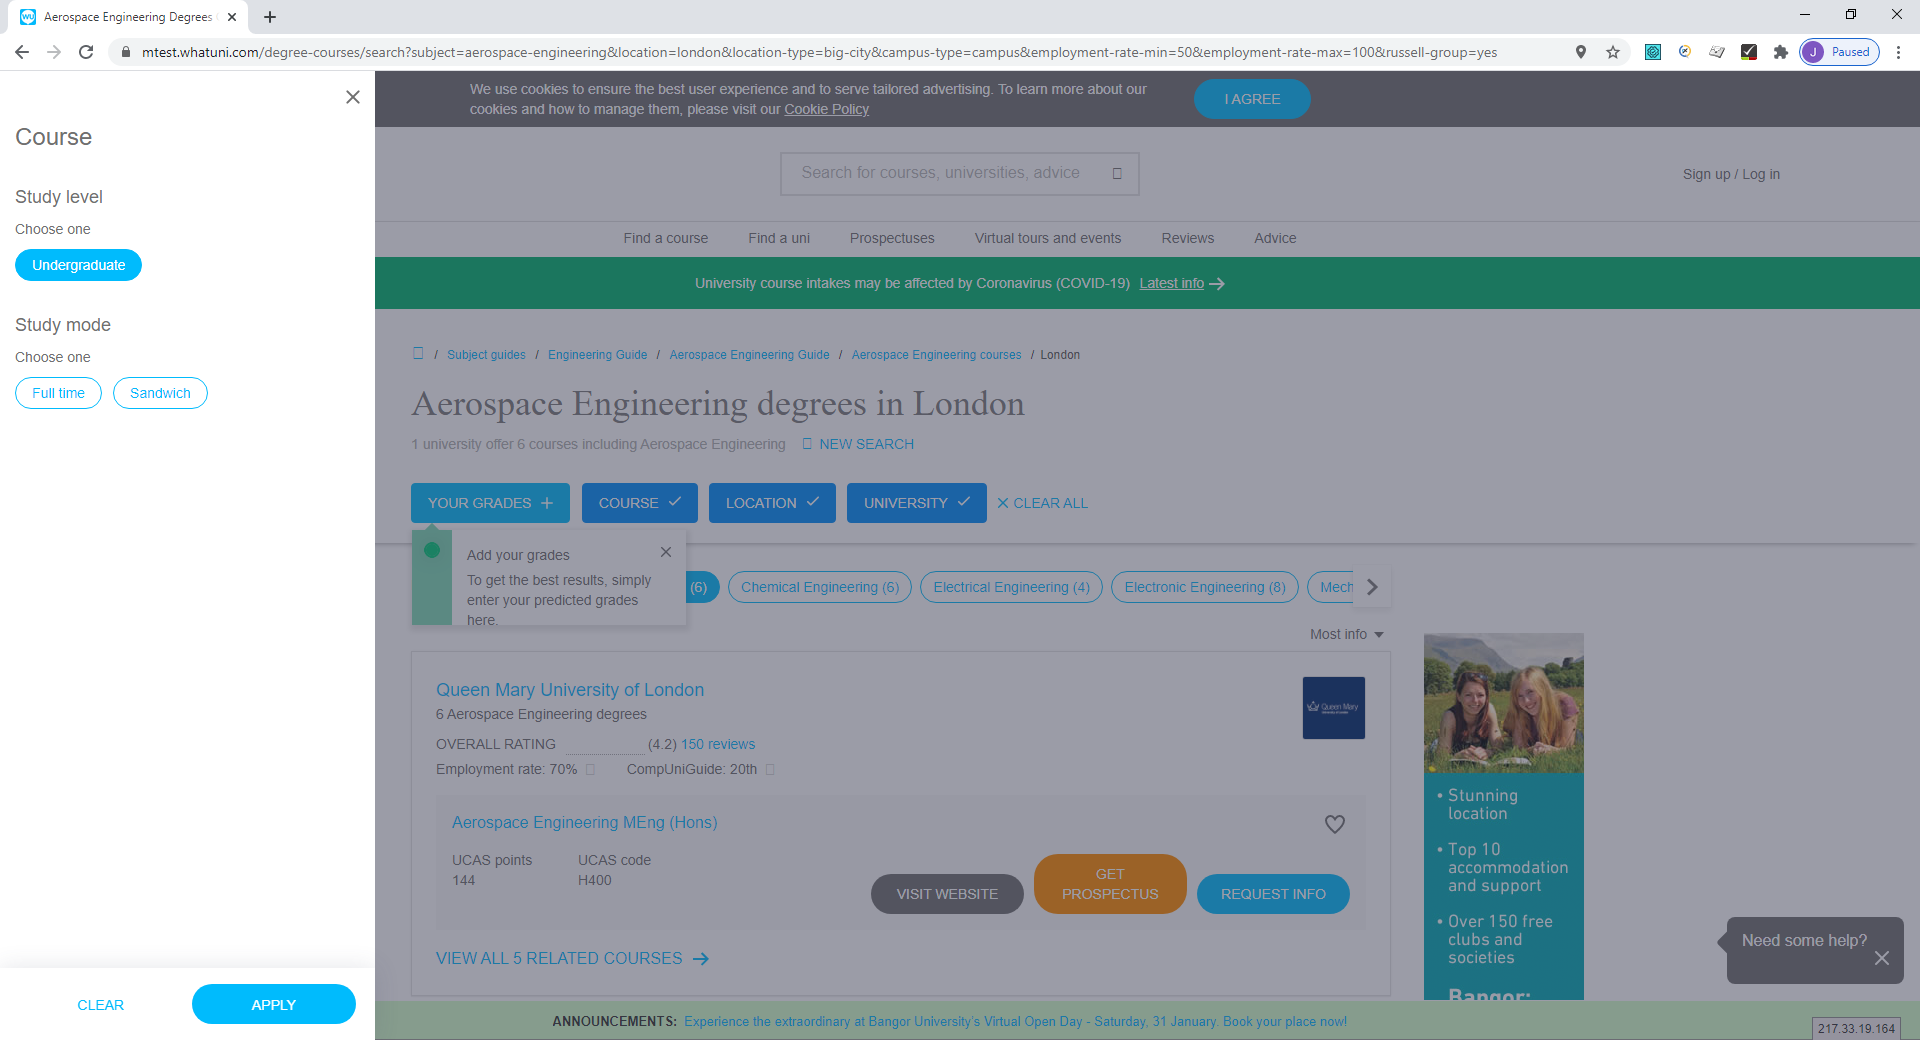 Aerospace Engineering Degrees
mtest.whatuni.com/degree-courses/search?subject=aerospace-engineering&location=london&location-type=big-city&campus-type=campus&employment-rate-min=50&employment-rate-max=100&russell-group=yes
J Paused
Course
Study level
Choose one
Undergraduate
Study mode
Choose one
Full time Sandwich
CLEAR APPLY
We use cookies to ensure the best user experience and to serve tailored advertising. To learn more about our
cookies and how to manage them, please visit our Cookie Policy
I AGREE
Search for courses, universities, advice
Sign up / Log in
Find a course Find a uni Prospectuses Virtual tours and events Reviews Advice
University course intakes may be affected by Coronavirus (COVID-19) Latest info
/ Subject guides / Engineering Guide / Aerospace Engineering Guide / Aerospace Engineering courses / London
Aerospace Engineering degrees in London
1 university offer 6 courses including Aerospace Engineering NEW SEARCH
YOUR GRADES COURSE LOCATION UNIVERSITY CLEAR ALL
Add your grades
To get the best results, simply
enter your predicted grades
here.
(6) Chemical Engineering (6) Electrical Engineering (4) Electronic Engineering (8) Mech
Most info
Queen Mary University of London
6 Aerospace Engineering degrees
OVERALL RATING (4.2) 150 reviews
Employment rate: 70% CompUniGuide: 20th
Queen Mary
Aerospace Engineering MEng (Hons)
UCAS points UCAS code
144 H400
VISIT WEBSITE
GET
PROSPECTUS
REQUEST INFO
VIEW ALL 5 RELATED COURSES
• Stunning
location
• Top 10
accommodation
and support
• Over 150 free
clubs and
societies
Bangor:
Need some help?
ANNOUNCEMENTS: Experience the extraordinary at Bangor University's Virtual Open Day - Saturday, 31 January. Book your place now!
217.33.19.164